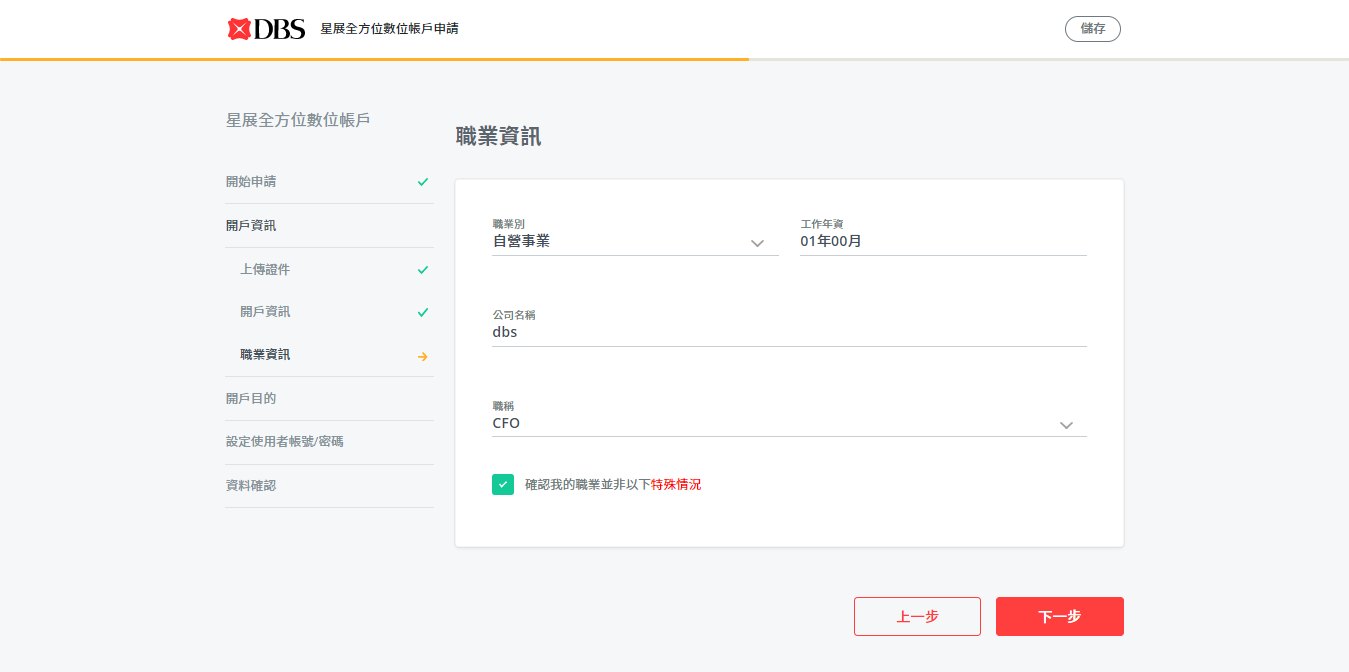 DBS 星展全方位數位帳戶申請
儲存
星展全方位數位帳戶
開始申請
開戶資訊
上傳證件
開戶資訊
職業資訊
開戶目的
設定使用者帳號/密碼
資料確認
職業資訊
職業別
自營事業
工作年資
01年00月
公司名稱
dbs
職稱
CFO
確認我的職業並非以下特殊情況
上一步
下一步